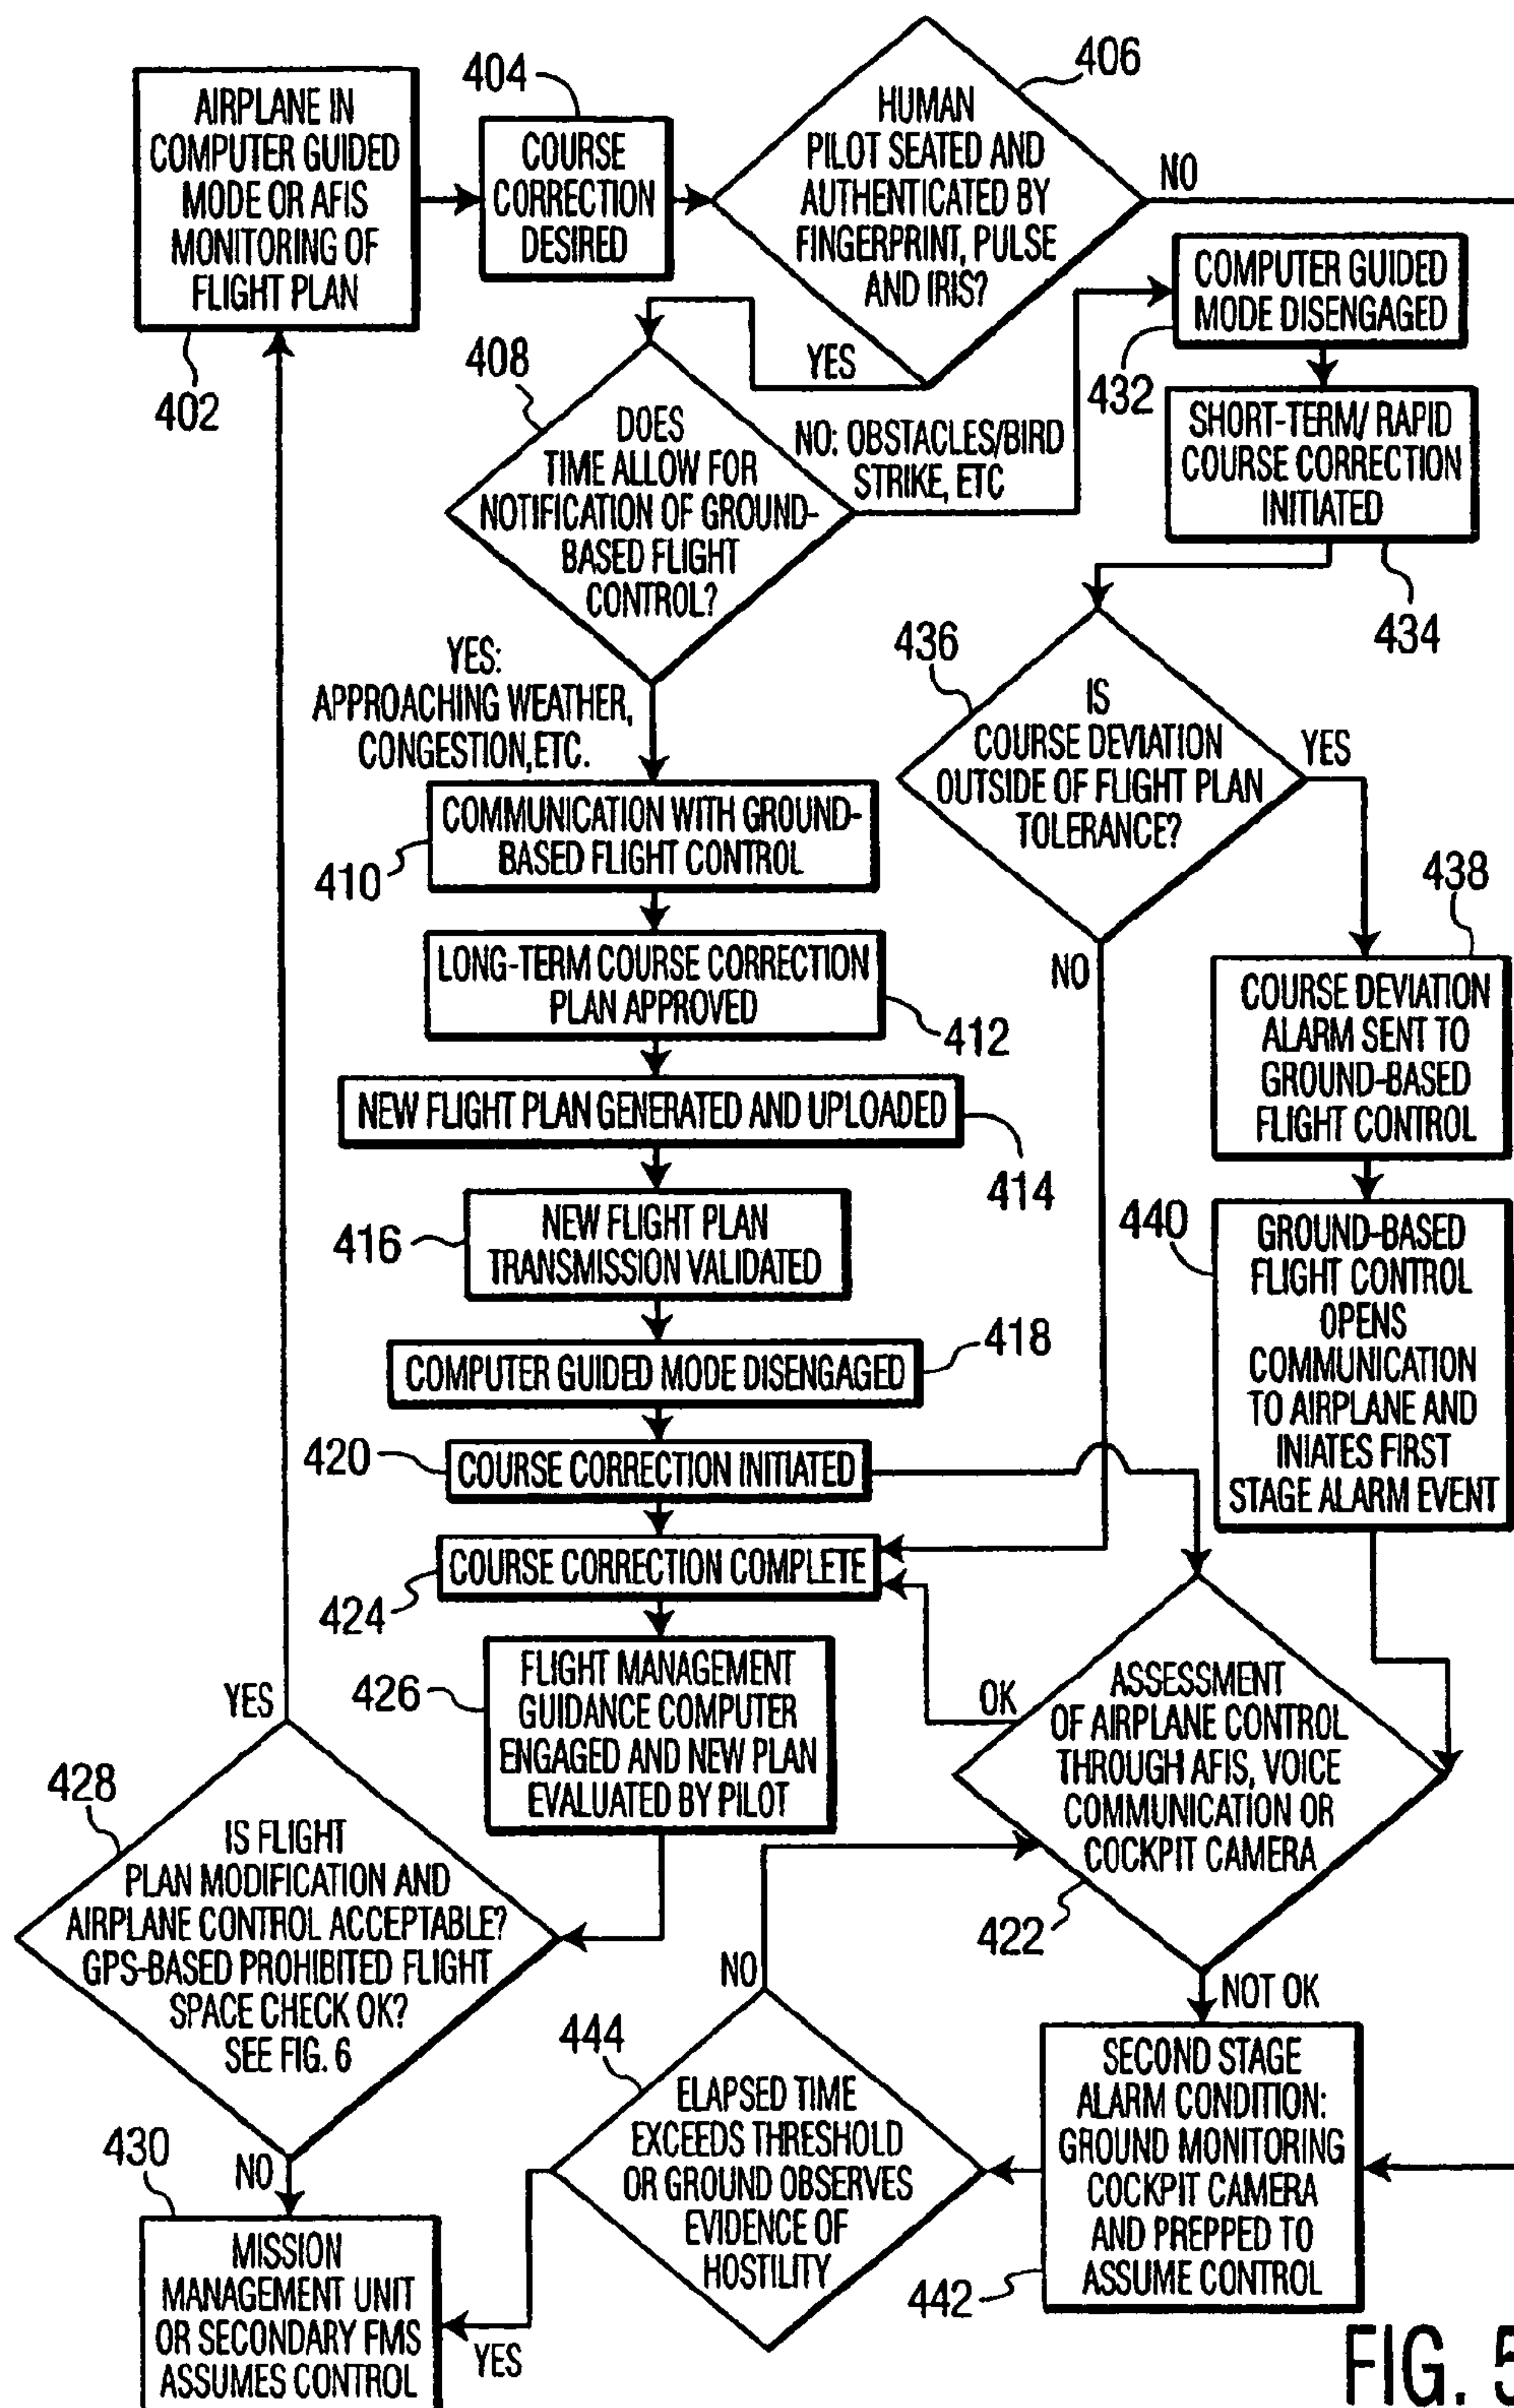 AIRPLANE IN
COMPUTER GUIDED
MODE OR AFIS
MONITORING OF
FLIGHT PLAN
402
404
COURSE
CORRECTION
DESIRED
406
HUMAN
PILOT SEATED AND
AUTHENTICATED BY
FINGERPRINT, PULSE
AND IRIS?
NO
YES
408
DOES
TIME ALLOW FOR
NOTIFICATION OF GROUND-
BASED FLIGHT
CONTROL?
NO: OBSTACLES/BIRD
STRIKE, ETC
COMPUTER GUIDED
MODE DISENGAGED
432
SHORT-TERM/ RAPID
COURSE CORRECTION
INITIATED
434
YES:
APPROACHING WEATHER,
CONGESTION,ETC.
436
IS
COURSE DEVIATION
OUTSIDE OF FLIGHT PLAN
TOLERANCE?
YES
NO
COMMUNICATION WITH GROUND-
BASED FLIGHT CONTROL
410
LONG-TERM COURSE CORRECTION
PLAN APPROVED
412
NEW FLIGHT PLAN GENERATED AND UPLOADED
414
416
NEW FLIGHT PLAN
TRANSMISSION VALIDATED
COMPUTER GUIDED MODE DISENGAGED
418
420
COURSE CORRECTION INITIATED
COURSE CORRECTION COMPLETE
424
438
COURSE DEVIATION
ALARM SENT TO
GROUND-BASED
FLIGHT CONTROL
440
GROUND-BASED
FLIGHT CONTROL
OPENS
COMMUNICATION
TO AIRPLANE AND
INIATES FIRST
STAGE ALARM EVENT
426
FLIGHT MANAGEMENT
GUIDANCE COMPUTER
ENGAGED AND NEW PLAN
EVALUATED BY PILOT
OK
ASSESSMENT
OF AIRPLANE CONTROL
THROUGH AFIS, VOICE
COMMUNICATION OR
COCKPIT CAMERA
422
NOT OK
YES
428
IS FLIGHT
PLAN MODIFICATION AND
AIRPLANE CONTROL ACCEPTABLE?
GPS-BASED PROHIBITED FLIGHT
SPACE CHECK OK?
SEE FIG. 6
NO
NO
444
ELAPSED TIME
EXCEEDS THRESHOLD
OR GROUND OBSERVES
EVIDENCE OF
HOSTILITY
YES
SECOND STAGE
ALARM CONDITION:
GROUND MONITORING
COCKPIT CAMERA
AND PREPPED TO
ASSUME CONTROL
442
430
MISSION
MANAGEMENT UNIT
OR SECONDARY FMS
ASSUMES CONTROL
FIG. 5